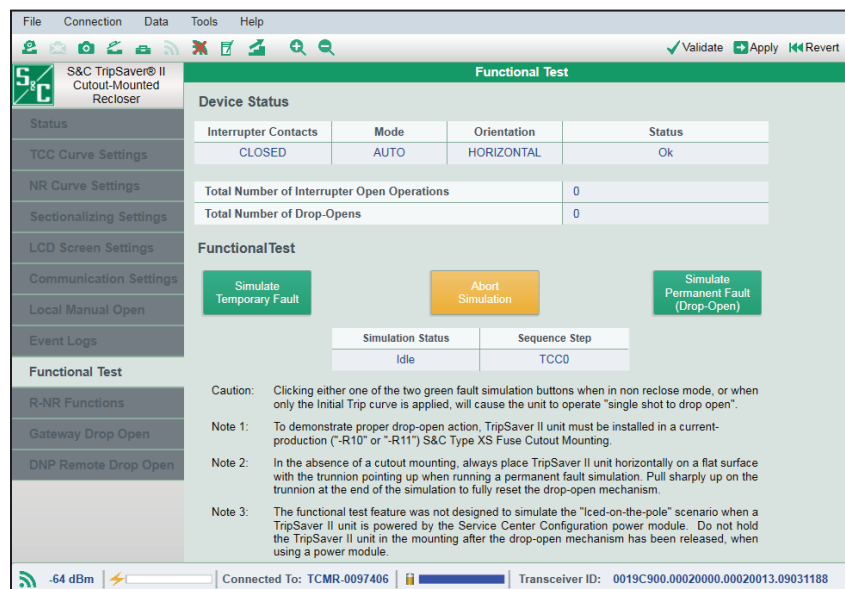 File Connection Data Tools Help
Validate Apply Revert
S&C
S&C TripSaver® II
Cutout-Mounted
Recloser
Functional Test
Status
TCC Curve Settings
NR Curve Settings
Sectionalizing Settings
LCD Screen Settings
Communication Settings
Local Manual Open
Event Logs
Functional Test
R-NR Functions
Gateway Drop Open
DNP Remote Drop Open
Device Status
Interrupter Contacts Mode Orientation Status
CLOSED AUTO HORIZONTAL Ok
Total Number of Interrupter Open Operations 0
Total Number of Drop-Opens 0
FunctionalTest
Simulate
Temporary Fault
Abort
Simulation
Simulate
Permanent Fault
(Drop-Open)
Simulation Status Sequence Step
Idle TCC0
Caution: Clicking either one of the two green fault simulation buttons when in non reclose mode, or when
only the Initial Trip curve is applied, will cause the unit to operate "single shot to drop open".
Note 1: To demonstrate proper drop-open action, TripSaver II unit must be installed in a current-
production ("-R10" or "-R11") S&C Type XS Fuse Cutout Mounting.
Note 2: In the absence of a cutout mounting, always place TripSaver II unit horizontally on a flat surface
with the trunnion pointing up when running a permanent fault simulation. Pull sharply up on the
trunnion at the end of the simulation to fully reset the drop-open mechanism.
Note 3: The functional test feature was not designed to simulate the "Iced-on-the-pole" scenario when a
TripSaver II unit is powered by the Service Center Configuration power module. Do not hold
the TripSaver II unit in the mounting after the drop-open mechanism has been released, when
using a power module.
-64 dBm Connected To: TCMR-0097406 Transceiver ID: 0019C900.00020000.00020013.09031188